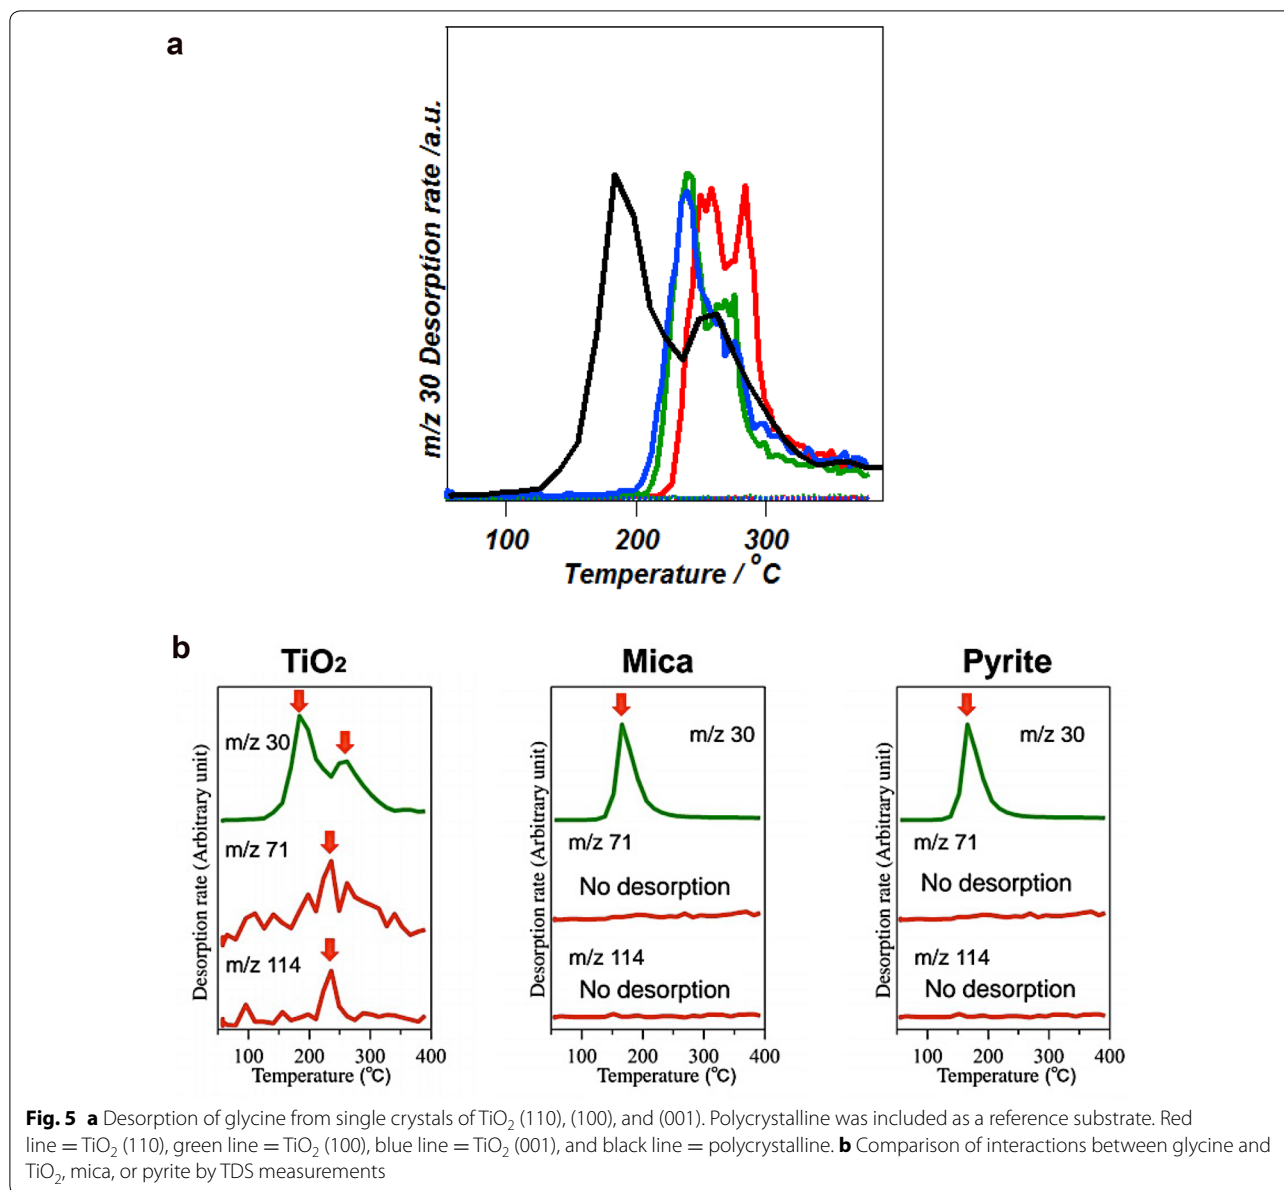 a
m/z 30 Desorption rate /a.u.
100 200 300
Temperature / °C
b
TiO2 Mica Pyrite
Desorption rate (Arbitrary unit)
m/z 30
m/z 71
m/z 114
0 100 200 300 400
Temperature (℃)
Desorption rate (Arbitrary unit)
m/z 30
m/z 71
No desorption
m/z 114
No desorption
100 200 300 400
Temperature (℃)
Desorption rate (Arbitrary unit)
m/z 30
m/z 71
No desorption
m/z 114
No desorption
100 200 300 400
Temperature (℃)
Fig. 5 a Desorption of glycine from single crystals of TiO2 (110), (100), and (001). Polycrystalline was included as a reference substrate. Red
line = TiO2 (110), green line = TiO2 (100), blue line = TiO2 (001), and black line = polycrystalline. b Comparison of interactions between glycine and
TiO2, mica, or pyrite by TDS measurements